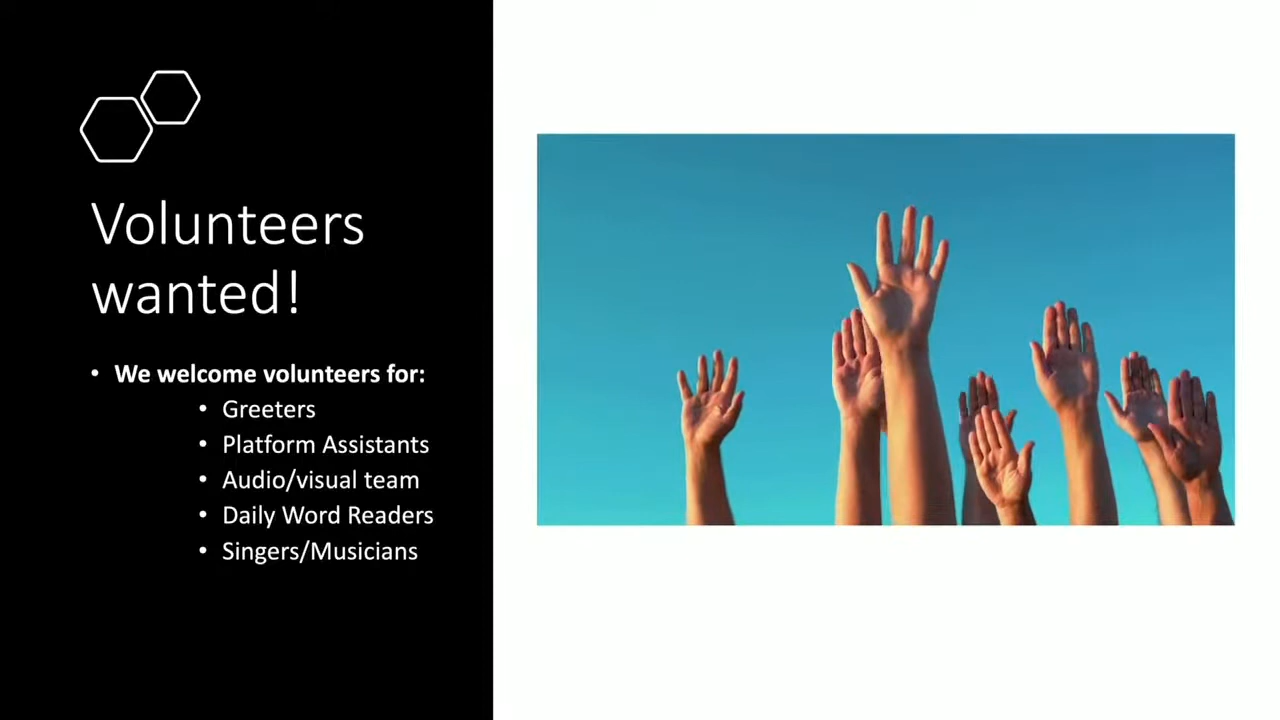 Volunteers
wanted!
• We welcome volunteers for:
• Greeters
• Platform Assistants
• Audio/visual team
• Daily Word Readers
• Singers/Musicians